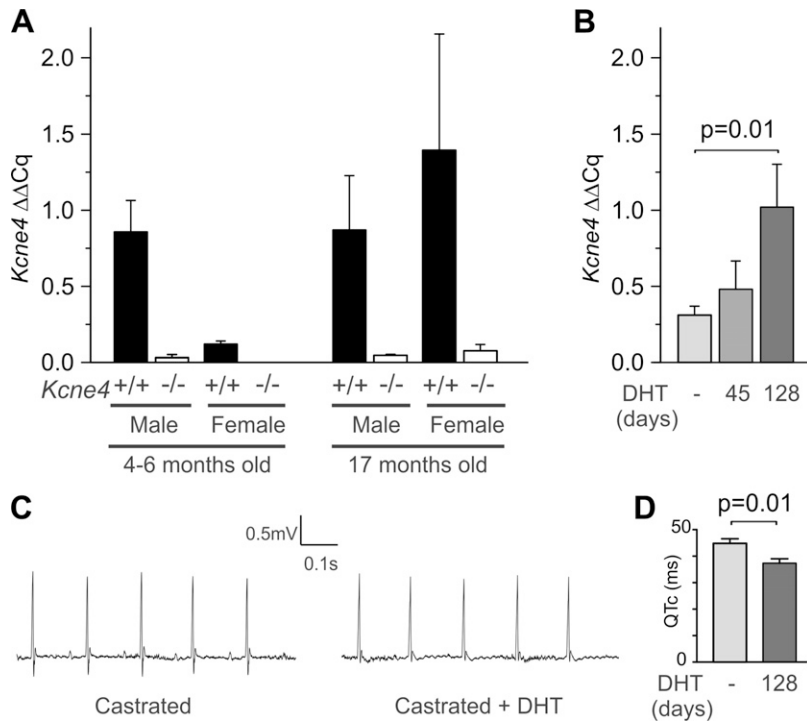 A
Kcne4 ΔΔCq
2.0
1.5
1.0
0.5
0.0
Kcne4 +/+ -/- +/+ -/- +/+ -/- +/+ -/-
Male Female Male Female
4-6 months old 17 months old
B
Kcne4 ΔΔCq
2.0
1.5
1.0
0.5
0.0
p=0.01
DHT - 45 128
(days)
C
0.5mV
0.1s
Castrated Castrated + DHT
D
p=0.01
QTc (ms)
50
0
DHT - 128
(days)